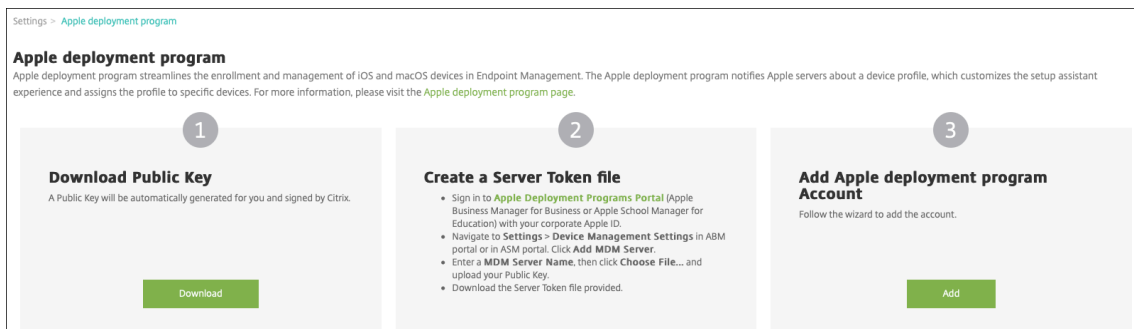 Settings > Apple deployment program
Apple deployment program
Apple deployment program streamlines the enrollment and management of iOS and macOS devices in Endpoint Management. The Apple deployment program notifies Apple servers about a device profile, which customizes the setup assistant
experience and assigns the profile to specific devices. For more information, please visit the Apple deployment program page.
1
Download Public Key
A Public Key will be automatically generated for you and signed by Citrix.
Download
2
Create a Server Token file
• Sign in to Apple Deployment Programs Portal (Apple
Business Manager for Business or Apple School Manager for
Education) with your corporate Apple ID.
• Navigate to Settings > Device Management Settings in ABM
portal or in ASM portal. Click Add MDM Server.
• Enter a MDM Server Name, then click Choose File... and
upload your Public Key.
• Download the Server Token file provided.
3
Add Apple deployment program
Account
Follow the wizard to add the account.
Add